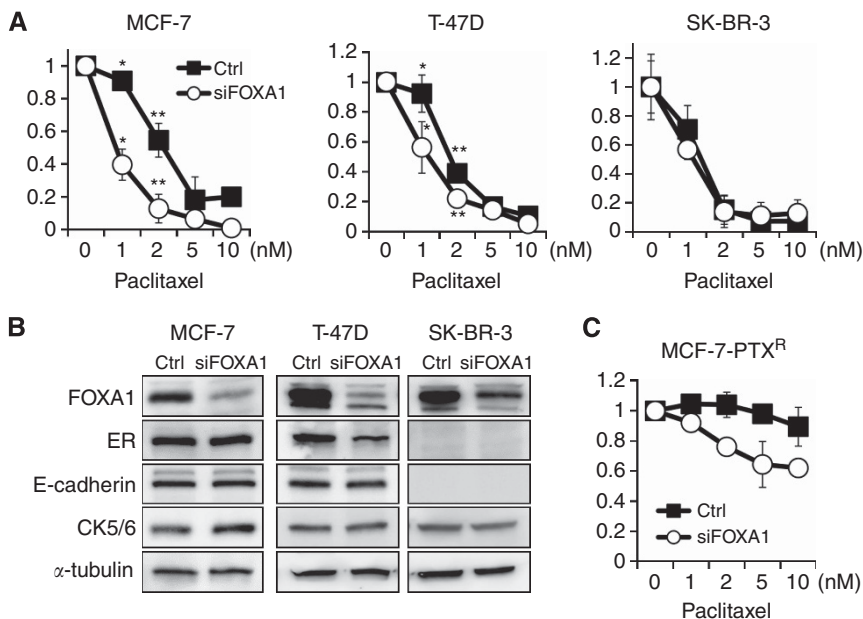 A
MCF-7
T-47D
SK-BR-3
1
0.8
0.6
0.4
0.2
0
*
**
*
**
Ctrl
siFOXA1
0 1 2 5 10 (nM)
Paclitaxel
1.2
1
0.8
0.6
0.4
0.2
0
*
*
**
**
0 1 2 5 10 (nM)
Paclitaxel
1.2
1
0.8
0.6
0.4
0.2
0
0 1 2 5 10 (nM)
Paclitaxel
B
MCF-7 T-47D SK-BR-3
Ctrl siFOXA1 Ctrl siFOXA1 Ctrl siFOXA1
FOXA1
ER
E-cadherin
CK5/6
α-tubulin
C
MCF-7-PTXᴿ
1.2
1
0.8
0.6
0.4
0.2
0
Ctrl
siFOXA1
0 1 2 5 10 (nM)
Paclitaxel